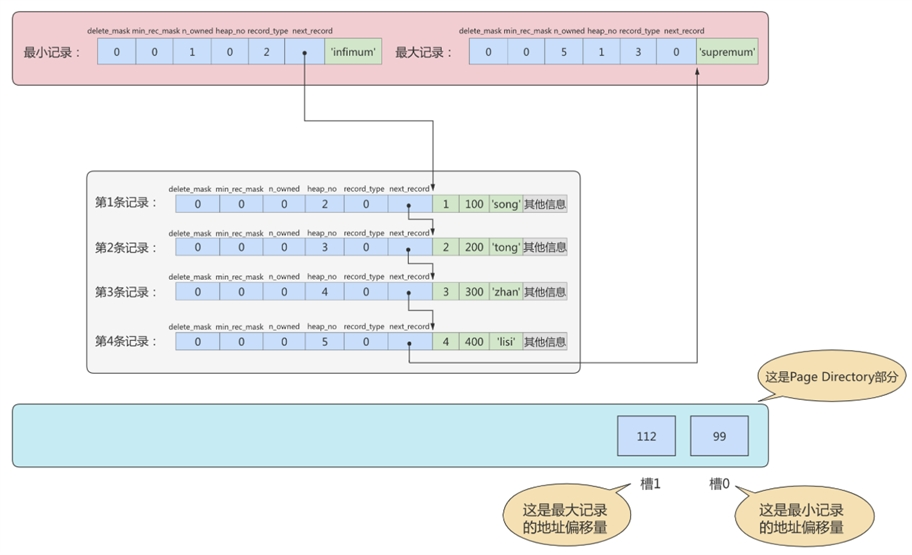 delete_mask min_rec_mask n_owned heap_no record_type next_record
最小记录： 0 0 1 0 2 'infimum'
delete_mask min_rec_mask n_owned heap_no record_type next_record
最大记录： 0 0 5 1 3 0 'supremum'
delete_mask min_rec_mask n_owned heap_no record_type next_record
第1条记录： 0 0 0 2 0 1 100 'song' 其他信息
delete_mask min_rec_mask n_owned heap_no record_type next_record
第2条记录： 0 0 0 3 0 2 200 'tong' 其他信息
delete_mask min_rec_mask n_owned heap_no record_type next_record
第3条记录： 0 0 0 4 0 3 300 'zhan' 其他信息
delete_mask min_rec_mask n_owned heap_no record_type next_record
第4条记录： 0 0 0 5 0 4 400 'lisi' 其他信息
这是Page Directory部分
112 99
槽1 槽0
这是最大记录
的地址偏移量
这是最小记录
的地址偏移量